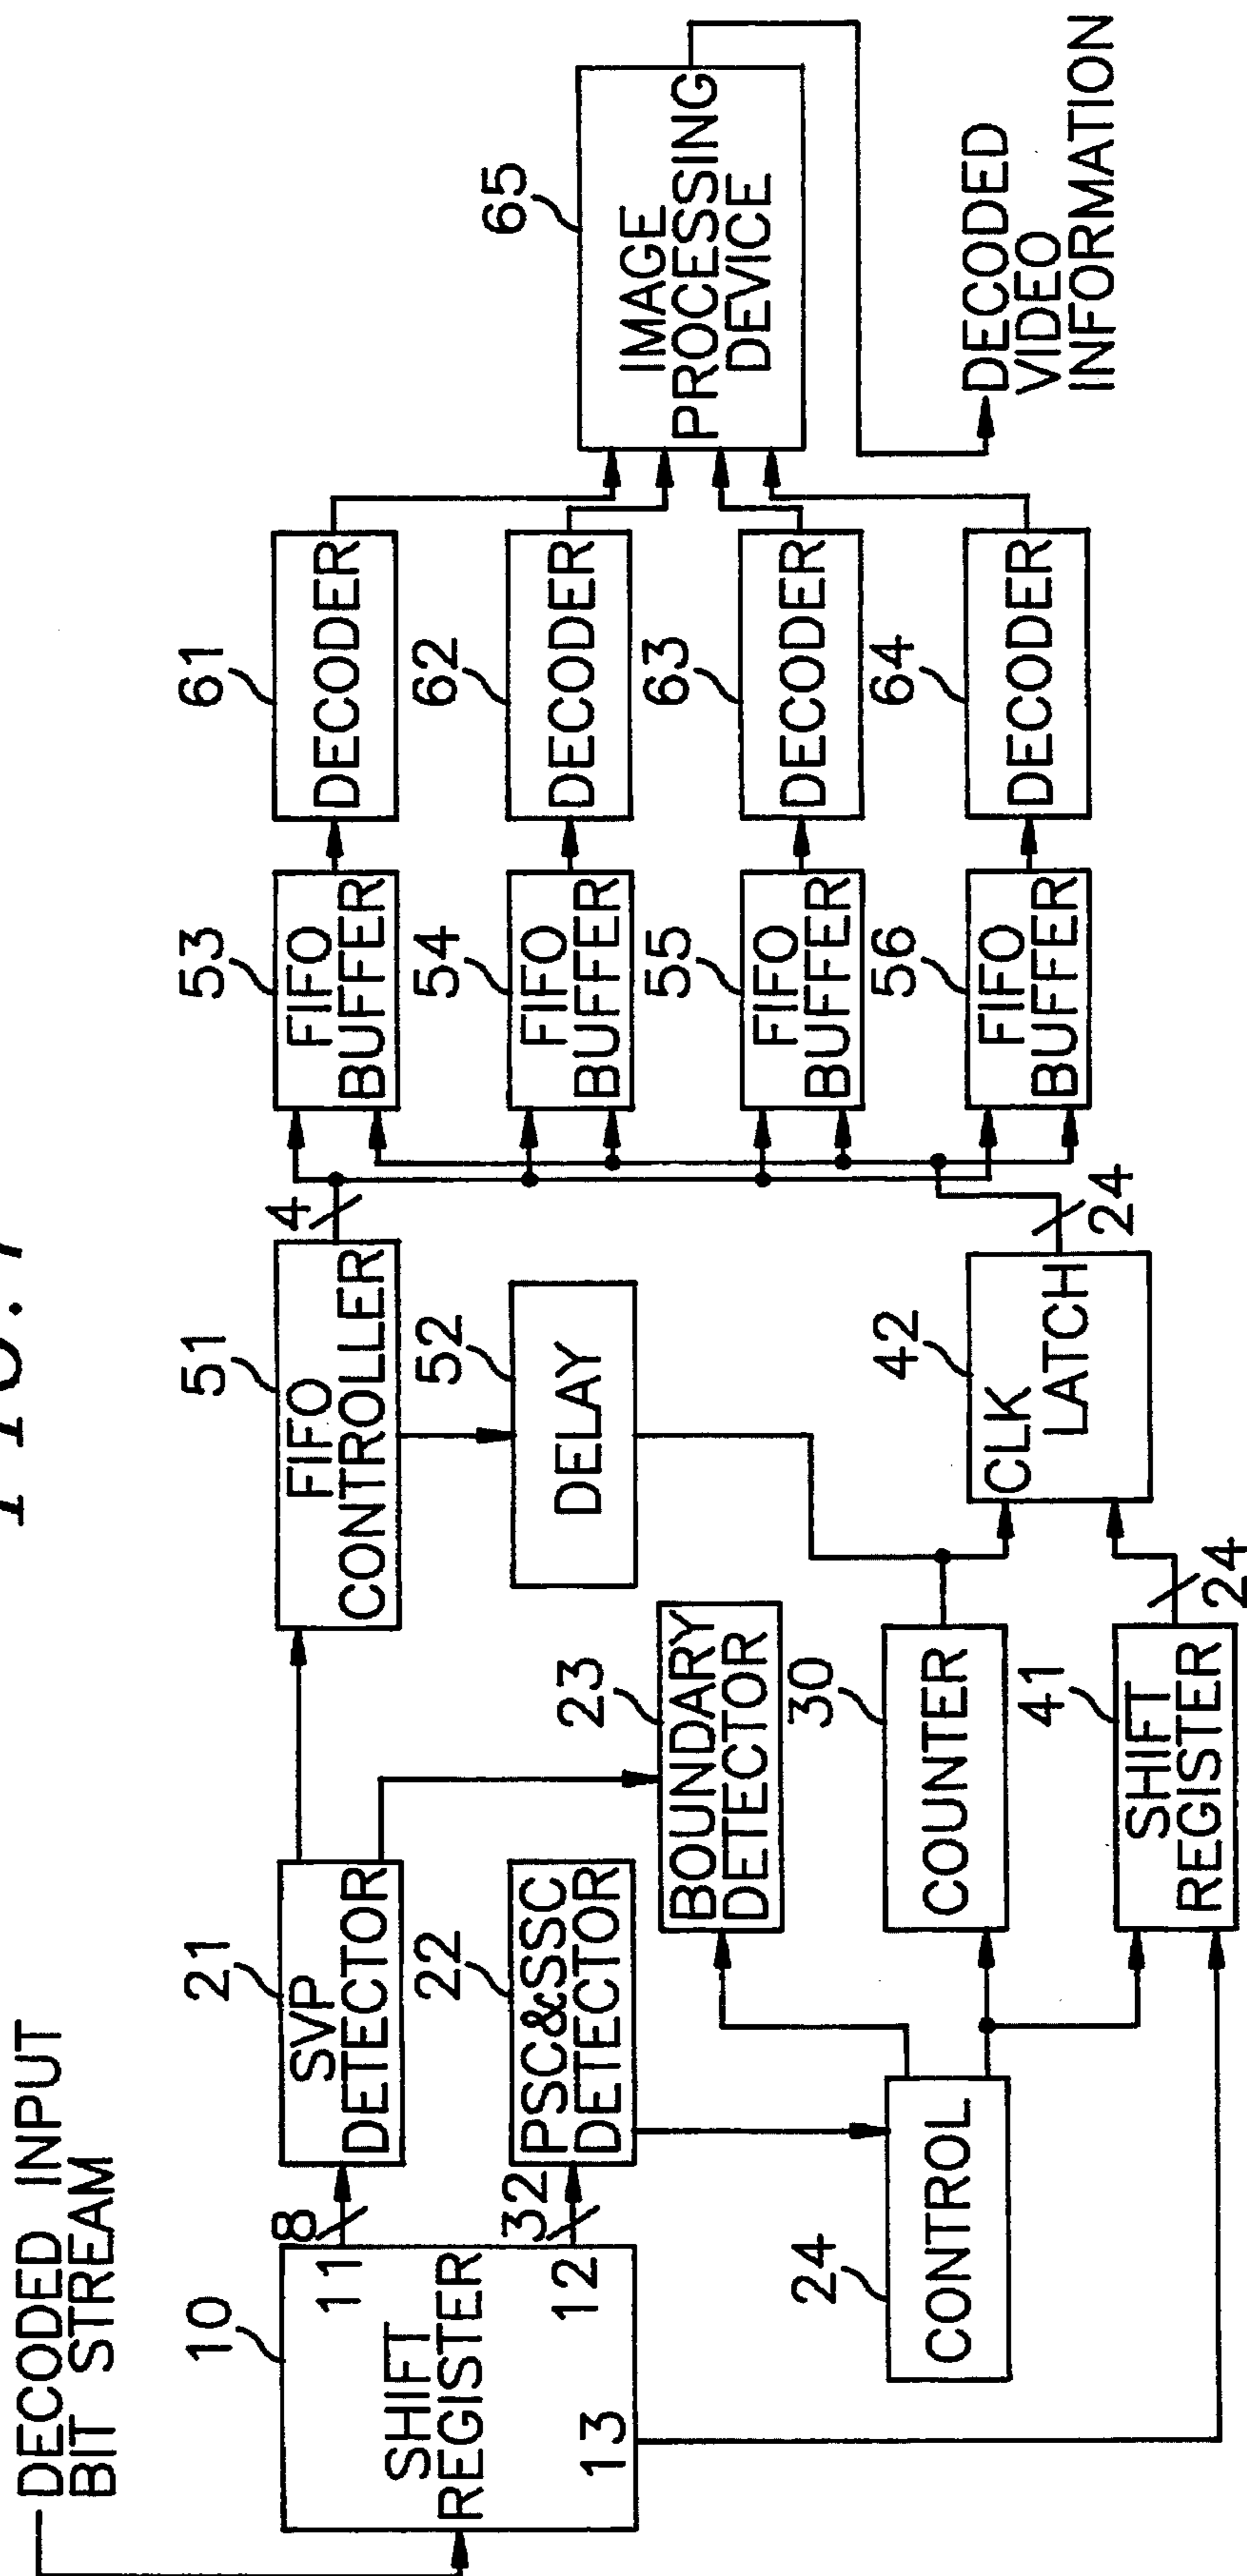 DECODED INPUT
BIT STREAM
10
SHIFT
REGISTER
11
12
13
8
32
21
SVP
DETECTOR
22
PSC&SSC
DETECTOR
23
BOUNDARY
DETECTOR
24
CONTROL
30
COUNTER
41
SHIFT
REGISTER
24
51
FIFO
CONTROLLER
4
52
DELAY
42
CLK
LATCH
24
53
FIFO
BUFFER
54
FIFO
BUFFER
55
FIFO
BUFFER
56
FIFO
BUFFER
61
DECODER
62
DECODER
63
DECODER
64
DECODER
65
IMAGE
PROCESSING
DEVICE
DECODED
VIDEO
INFORMATION